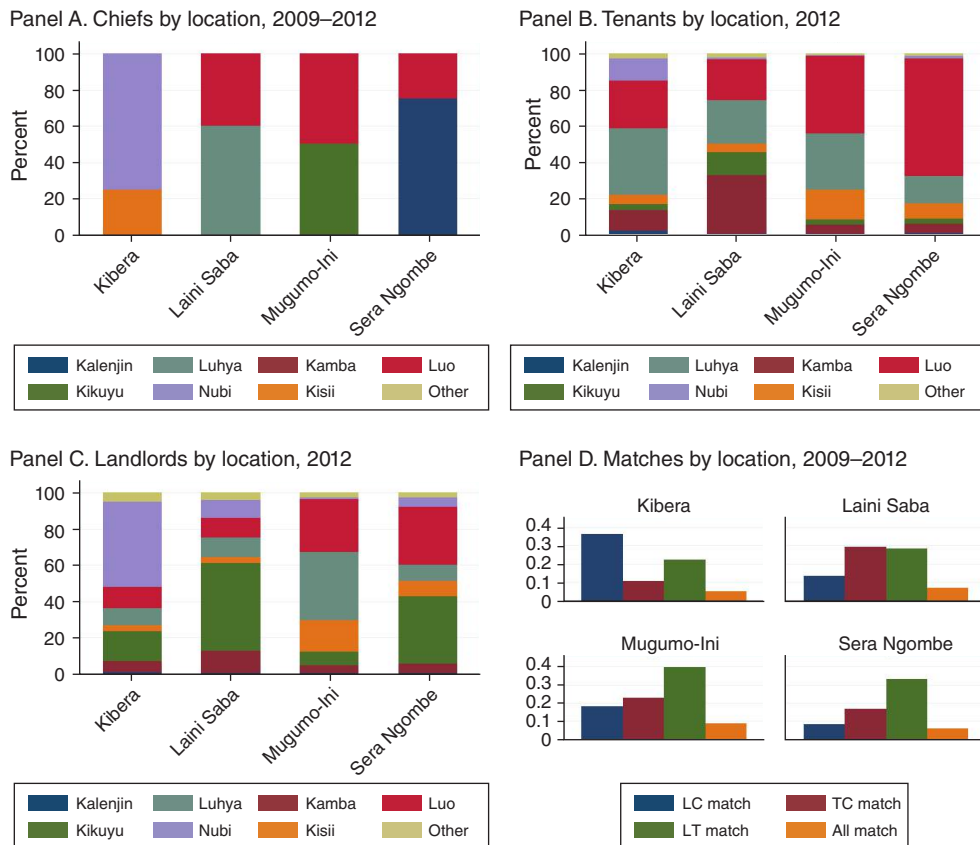 Panel A. Chiefs by location, 2009–2012
Percent
100
80
60
40
20
0
Kibera
Laini Saba
Mugumo-Ini
Sera Ngombe
Kalenjin Luhya Kamba Luo
Kikuyu Nubi Kisii Other
Panel B. Tenants by location, 2012
Percent
100
80
60
40
20
0
Kibera
Laini Saba
Mugumo-Ini
Sera Ngombe
Kalenjin Luhya Kamba Luo
Kikuyu Nubi Kisii Other
Panel C. Landlords by location, 2012
Percent
100
80
60
40
20
0
Kibera
Laini Saba
Mugumo-Ini
Sera Ngombe
Kalenjin Luhya Kamba Luo
Kikuyu Nubi Kisii Other
Panel D. Matches by location, 2009–2012
Kibera Laini Saba
0.4
0.3
0.2
0.1
0
Mugumo-Ini Sera Ngombe
0.4
0.3
0.2
0.1
0
LC match TC match
LT match All match